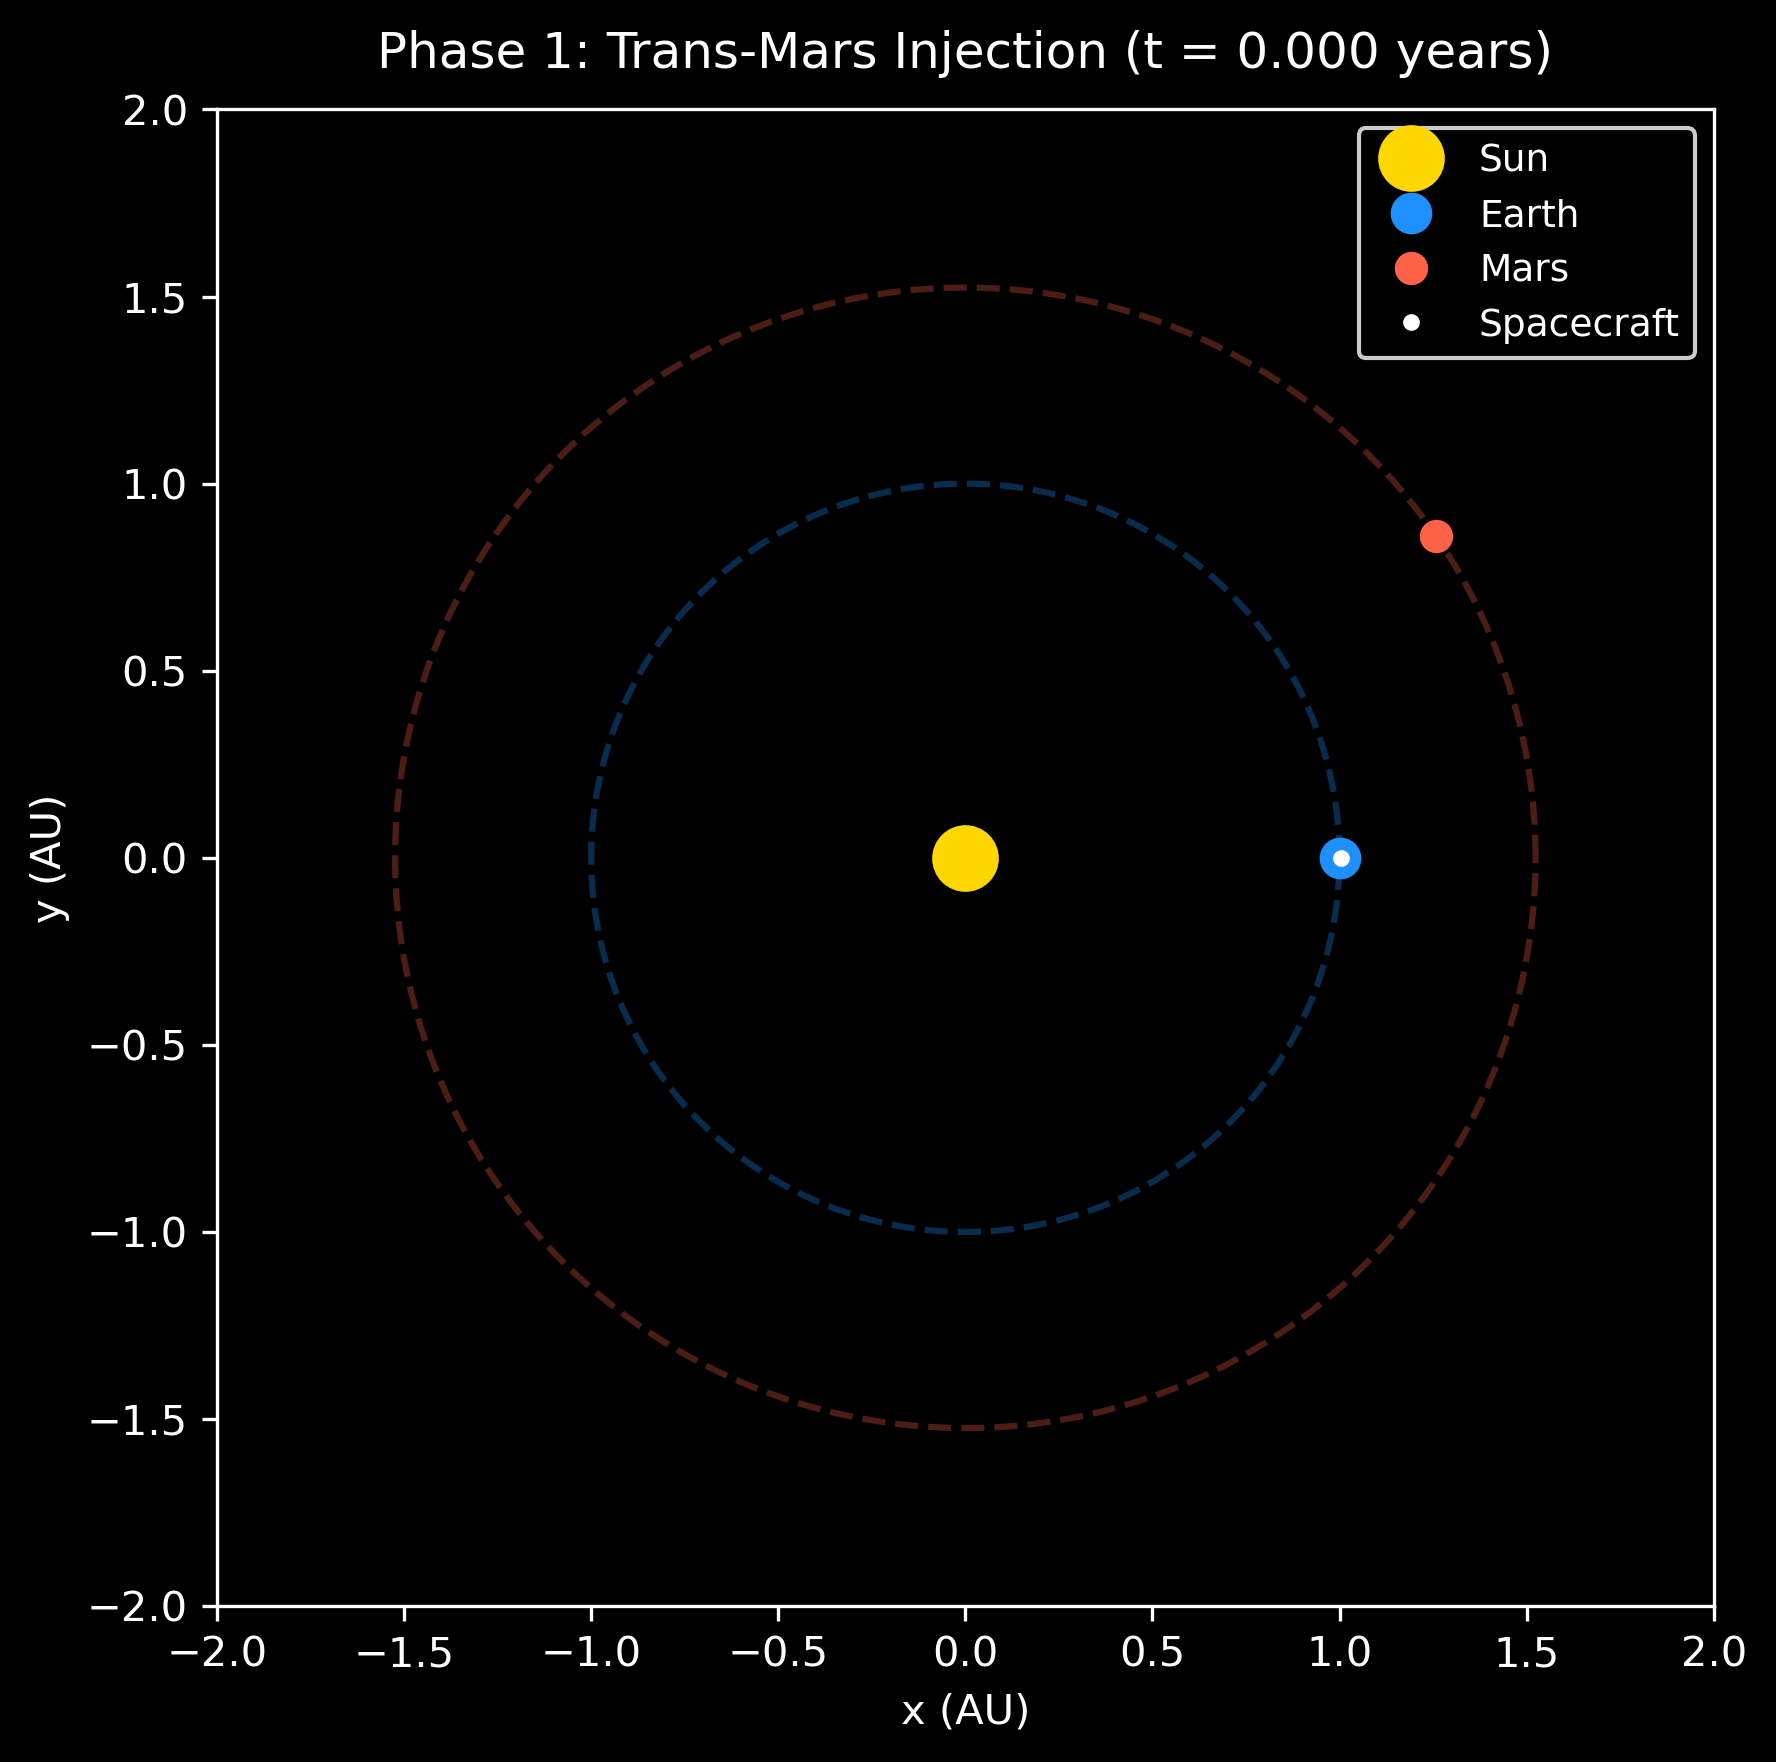 Phase 1: Trans-Mars Injection (t = 0.000 years)
Sun
Earth
Mars
Spacecraft
2.0
1.5
1.0
0.5
0.0
−0.5
−1.0
−1.5
−2.0
y (AU)
−2.0 −1.5 −1.0 −0.5 0.0 0.5 1.0 1.5 2.0
x (AU)